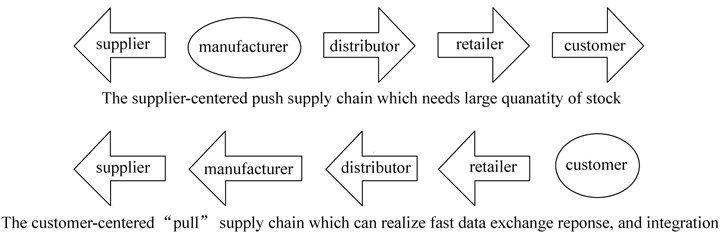 supplier manufacturer distributor retailer customer
The supplier-centered push supply chain which needs large quanatity of stock
supplier manufacturer distributor retailer customer
The customer-centered “pull” supply chain which can realize fast data exchange reponse, and integration